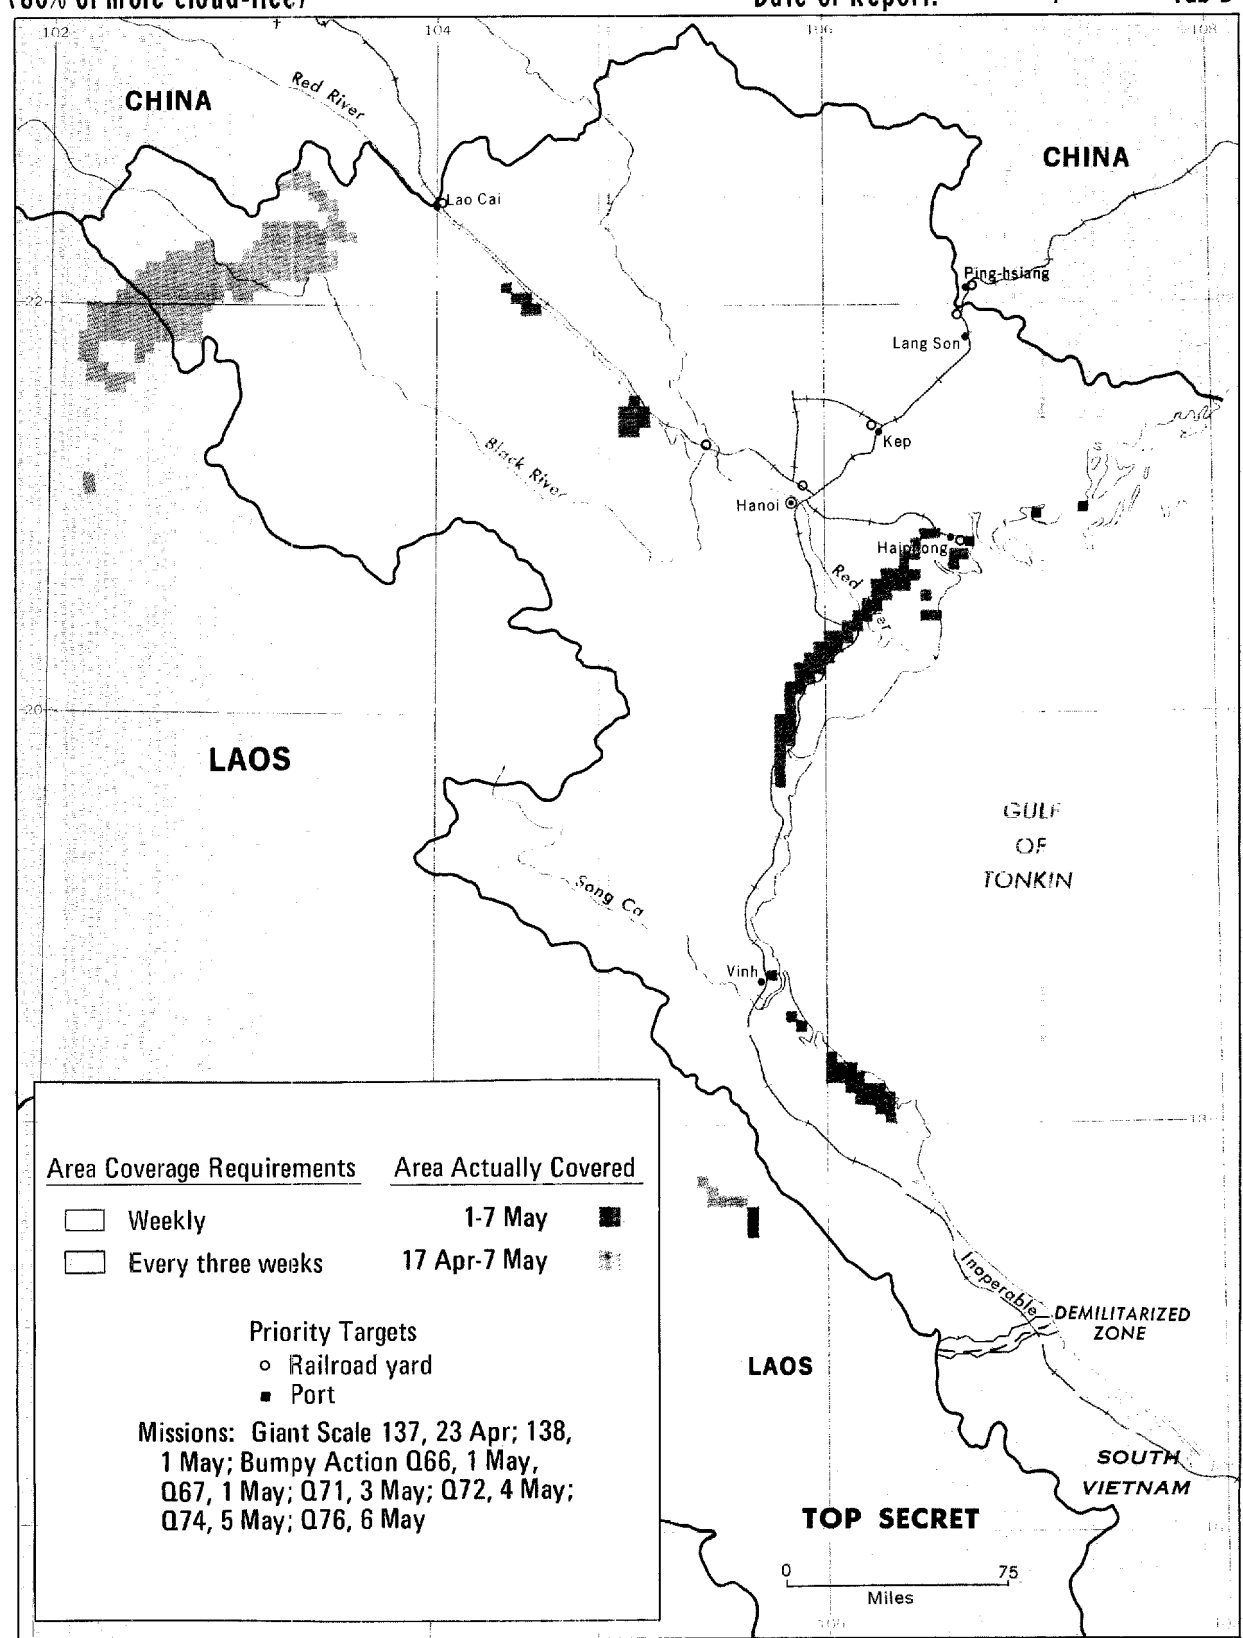 (80% or more cloud-free)
Date of Report:
Tab D
102
104
106
108
CHINA
Red River
CHINA
Lao Cai
Ping-hsiang
22
Lang Son
Kep
Black River
Hanoi
Haiphong
Red
20
LAOS
GULF
OF
TONKIN
Song Ca
Vinh
Area Coverage Requirements
Area Actually Covered
Weekly
1-7 May
Every three weeks
17 Apr-7 May
Priority Targets
Railroad yard
Port
Missions: Giant Scale 137, 23 Apr; 138,
1 May; Bumpy Action Q66, 1 May,
Q67, 1 May; Q71, 3 May; Q72, 4 May;
Q74, 5 May; Q76, 6 May
Inoperable
DEMILITARIZED
ZONE
LAOS
SOUTH
VIETNAM
TOP SECRET
0
75
Miles